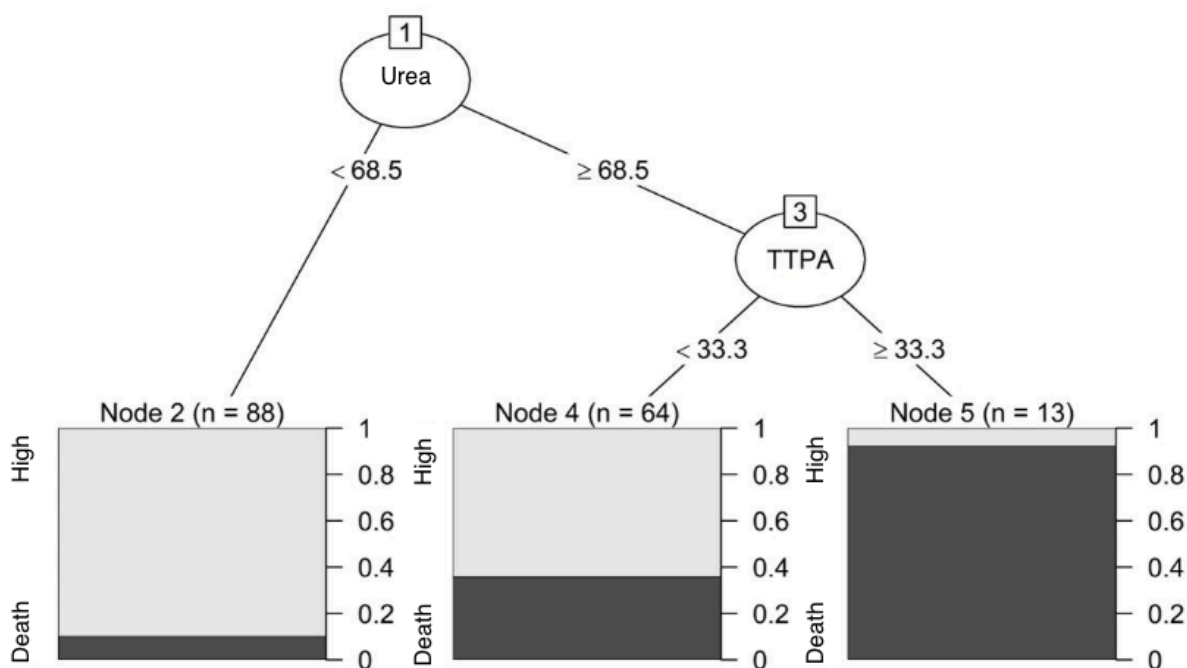 1
Urea
< 68.5
≥ 68.5
3
TTPA
< 33.3
≥ 33.3
Node 2 (n = 88)
Node 4 (n = 64)
Node 5 (n = 13)
High
Death
1
0.8
0.6
0.4
0.2
0
High
Death
1
0.8
0.6
0.4
0.2
0
High
Death
1
0.8
0.6
0.4
0.2
0